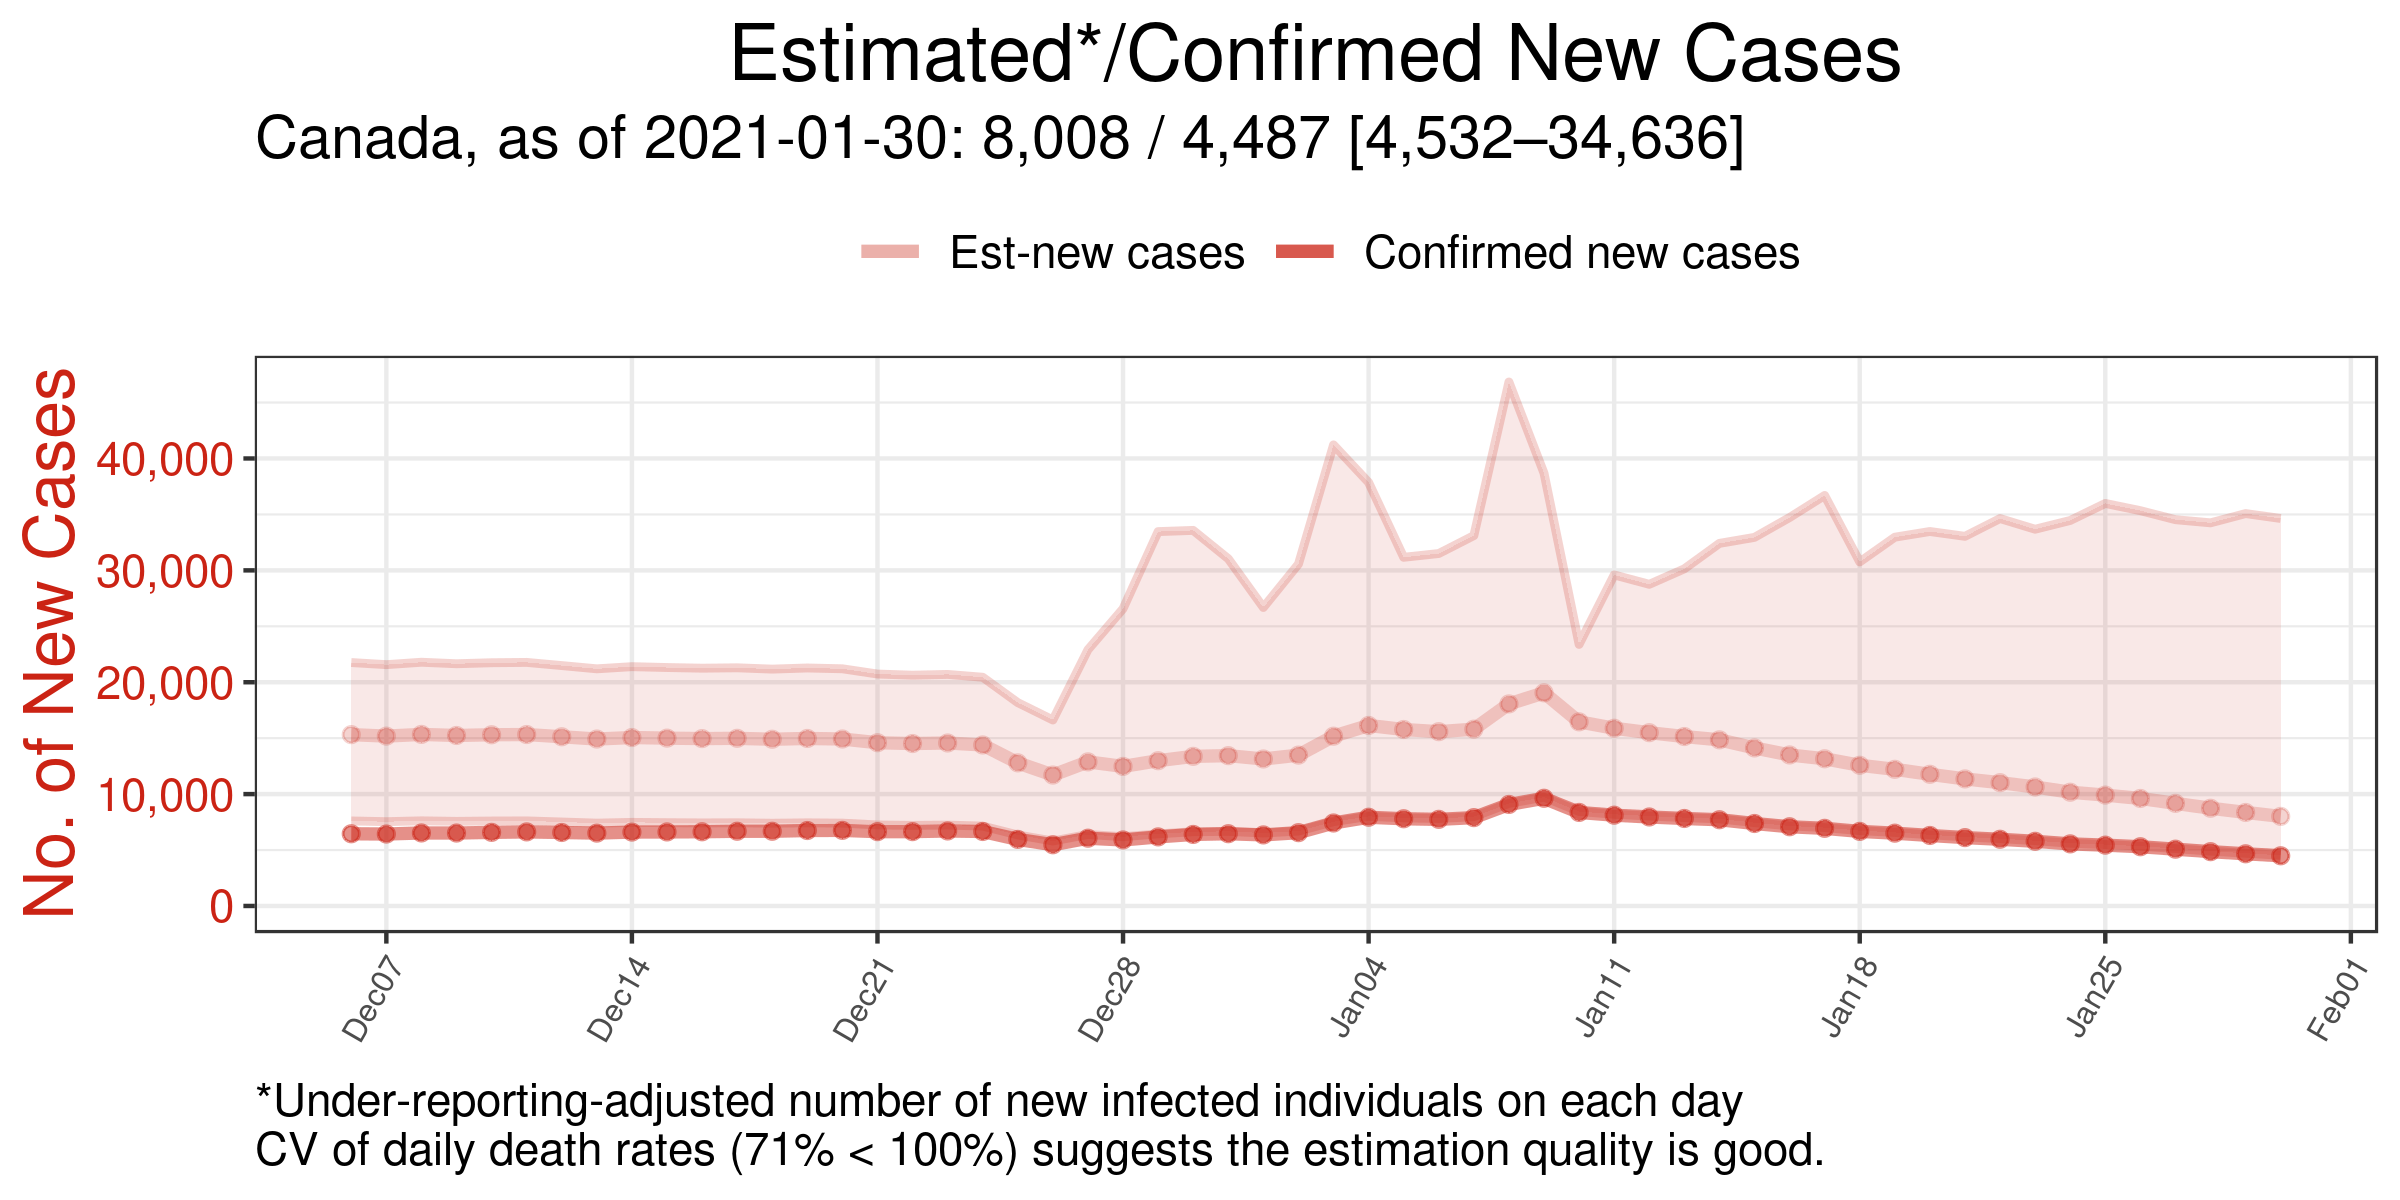 Estimated*/Confirmed New Cases
Canada, as of 2021-01-30: 8,008 / 4,487 [4,532–34,636]
Est-new cases Confirmed new cases
No. of New Cases
40,000
30,000
20,000
10,000
0
Dec07 Dec14 Dec21 Dec28 Jan04 Jan11 Jan18 Jan25 Feb01
*Under-reporting-adjusted number of new infected individuals on each day
CV of daily death rates (71% < 100%) suggests the estimation quality is good.